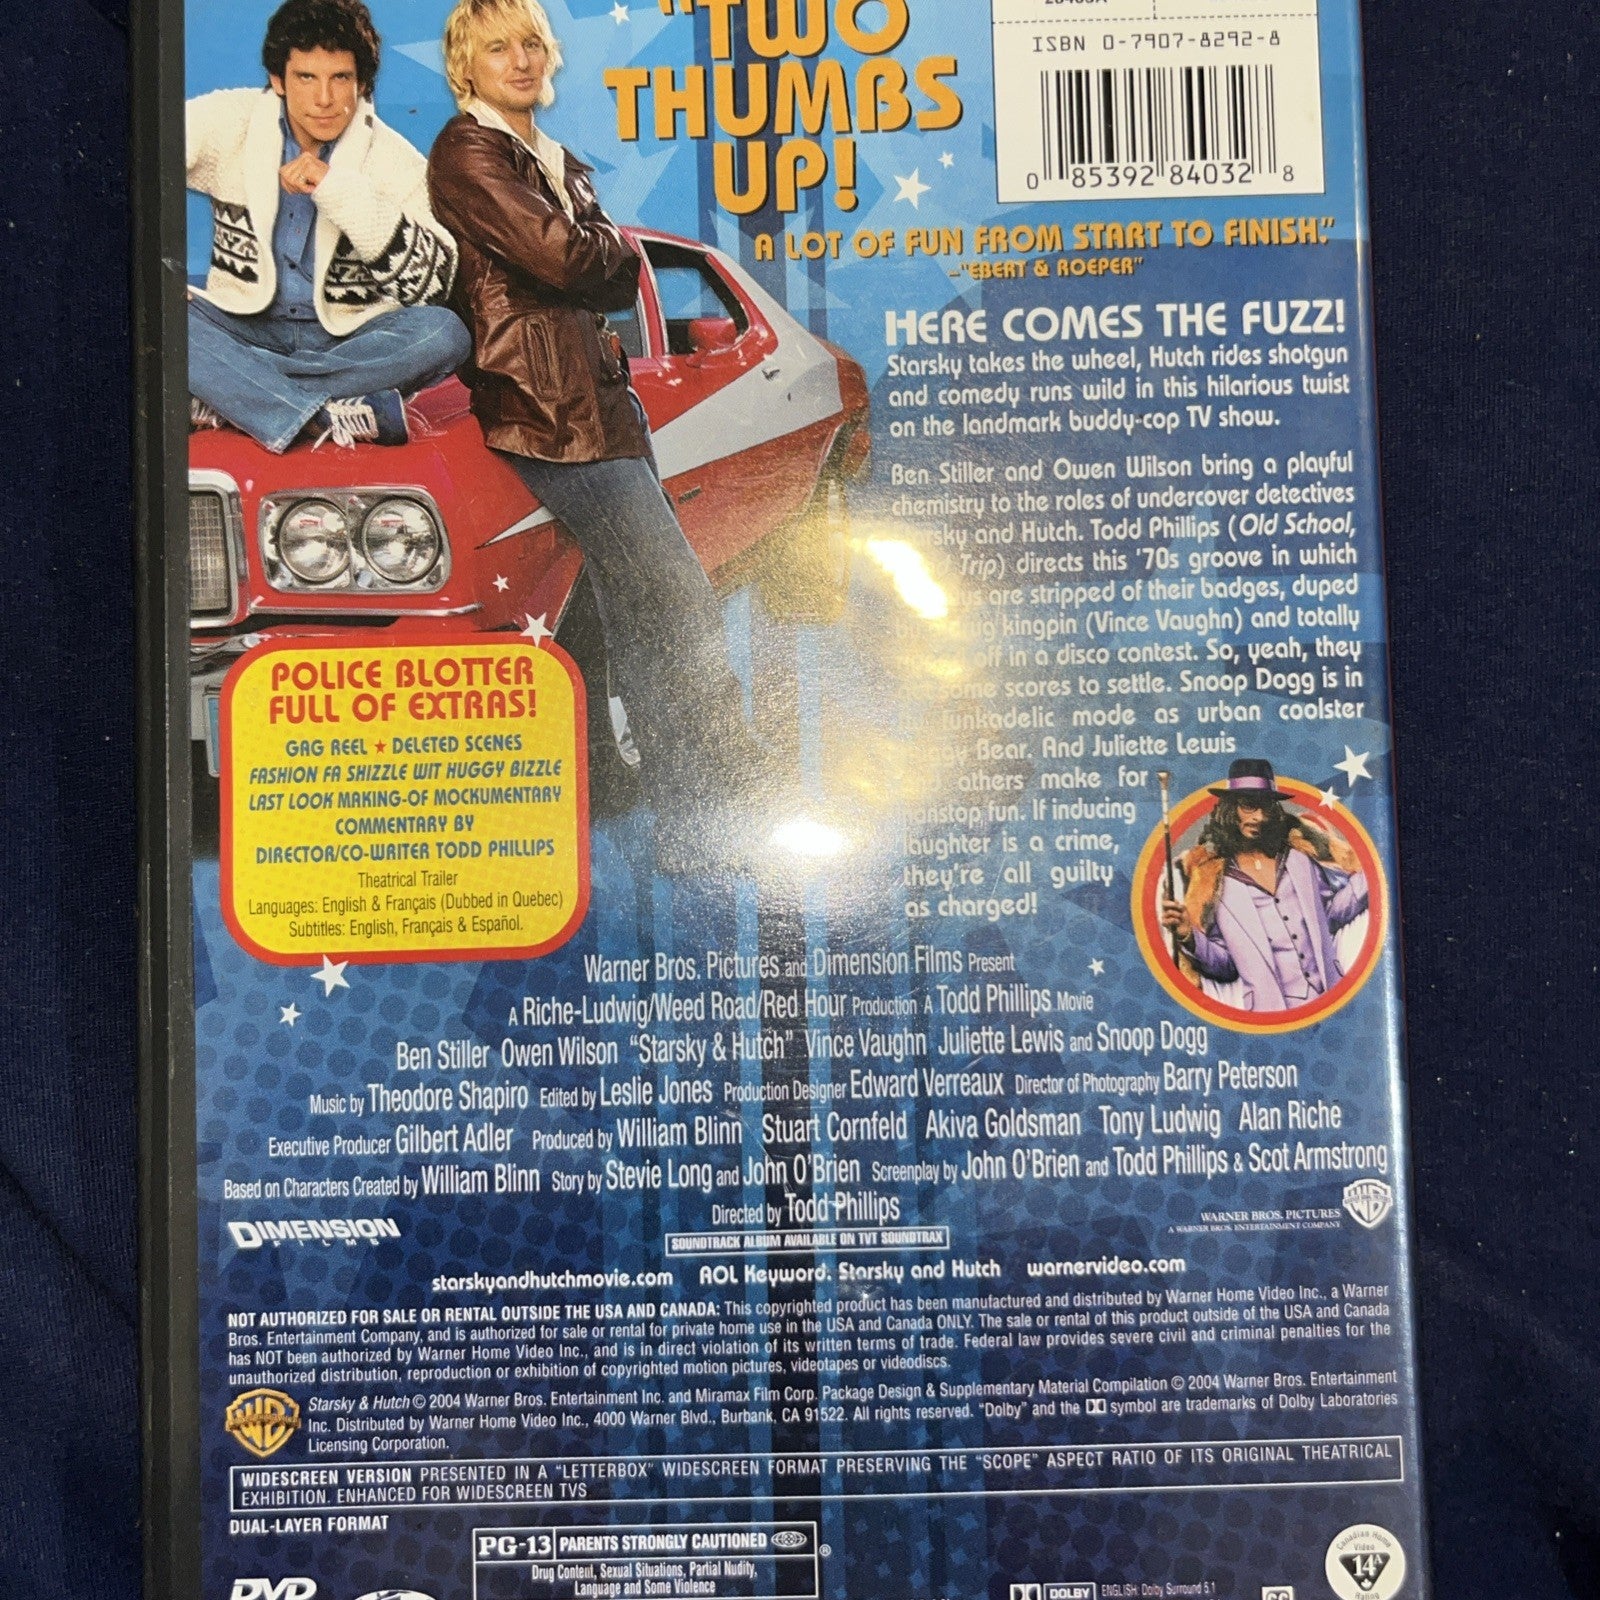 "TWO
THUMBS
UP!
A LOT OF FUN FROM START TO FINISH."
–"EBERT & ROEPER"
ISBN 0-7907-8292-8
0 85392 84032 8
HERE COMES THE FUZZ!
Starsky takes the wheel, Hutch rides shotgun
and comedy runs wild in this hilarious twist
on the landmark buddy-cop TV show.
Ben Stiller and Owen Wilson bring a playful
chemistry to the roles of undercover detectives
and Hutch. Todd Phillips (Old School,
Trip) directs this '70s groove in which
are stripped of their badges, duped
kingpin (Vince Vaughn) and totally
off in a disco contest. So, yeah, they
some scores to settle. Snoop Dogg is in
funkadelic mode as urban coolster
Bear. And Juliette Lewis
others make for
nonstop fun. If inducing
laughter is a crime,
they're all guilty
as charged!
POLICE BLOTTER
FULL OF EXTRAS!
GAG REEL ★ DELETED SCENES
FASHION FA SHIZZLE WIT HUGGY BIZZLE
LAST LOOK MAKING-OF MOCKUMENTARY
COMMENTARY BY
DIRECTOR/CO-WRITER TODD PHILLIPS
Theatrical Trailer
Languages: English & Français (Dubbed in Quebec)
Subtitles: English, Français & Español.
Warner Bros. Pictures and Dimension Films Present
A Riche-Ludwig/Weed Road/Red Hour Production A Todd Phillips Movie
Ben Stiller Owen Wilson "Starsky & Hutch" Vince Vaughn Juliette Lewis and Snoop Dogg
Music by Theodore Shapiro Edited by Leslie Jones Production Designer Edward Verreaux Director of Photography Barry Peterson
Executive Producer Gilbert Adler Produced by William Blinn Stuart Cornfeld Akiva Goldsman Tony Ludwig Alan Riche
Based on Characters Created by William Blinn Story by Stevie Long and John O'Brien Screenplay by John O'Brien and Todd Phillips & Scot Armstrong
Directed by Todd Phillips
DIMENSION
FILMS
SOUNDTRACK ALBUM AVAILABLE ON TVT SOUNDTRAX
WARNER BROS. PICTURES
A WARNER BROS. ENTERTAINMENT COMPANY
starskyandhutchmovie.com AOL Keyword: Starsky and Hutch warnervideo.com
NOT AUTHORIZED FOR SALE OR RENTAL OUTSIDE THE USA AND CANADA: This copyrighted product has been manufactured and distributed by Warner Home Video Inc., a Warner
Bros. Entertainment Company, and is authorized for sale or rental for private home use in the USA and Canada ONLY. The sale or rental of this product outside of the USA and Canada
has NOT been authorized by Warner Home Video Inc., and is in direct violation of its written terms of trade. Federal law provides severe civil and criminal penalties for the
unauthorized distribution, reproduction or exhibition of copyrighted motion pictures, videotapes or videodiscs.
Starsky & Hutch © 2004 Warner Bros. Entertainment Inc. and Miramax Film Corp. Package Design & Supplementary Material Compilation © 2004 Warner Bros. Entertainment
Inc. Distributed by Warner Home Video Inc., 4000 Warner Blvd., Burbank, CA 91522. All rights reserved. "Dolby" and the DD symbol are trademarks of Dolby Laboratories
Licensing Corporation.
WIDESCREEN VERSION PRESENTED IN A "LETTERBOX" WIDESCREEN FORMAT PRESERVING THE "SCOPE" ASPECT RATIO OF ITS ORIGINAL THEATRICAL
EXHIBITION. ENHANCED FOR WIDESCREEN TVS
DUAL-LAYER FORMAT
PG-13 PARENTS STRONGLY CAUTIONED ®
Drug Content, Sexual Situations, Partial Nudity,
Language and Some Violence
DVD
DOLBY ENGLISH: Dolby Surround 5.1
Canadian Home
Video
14A
Rating